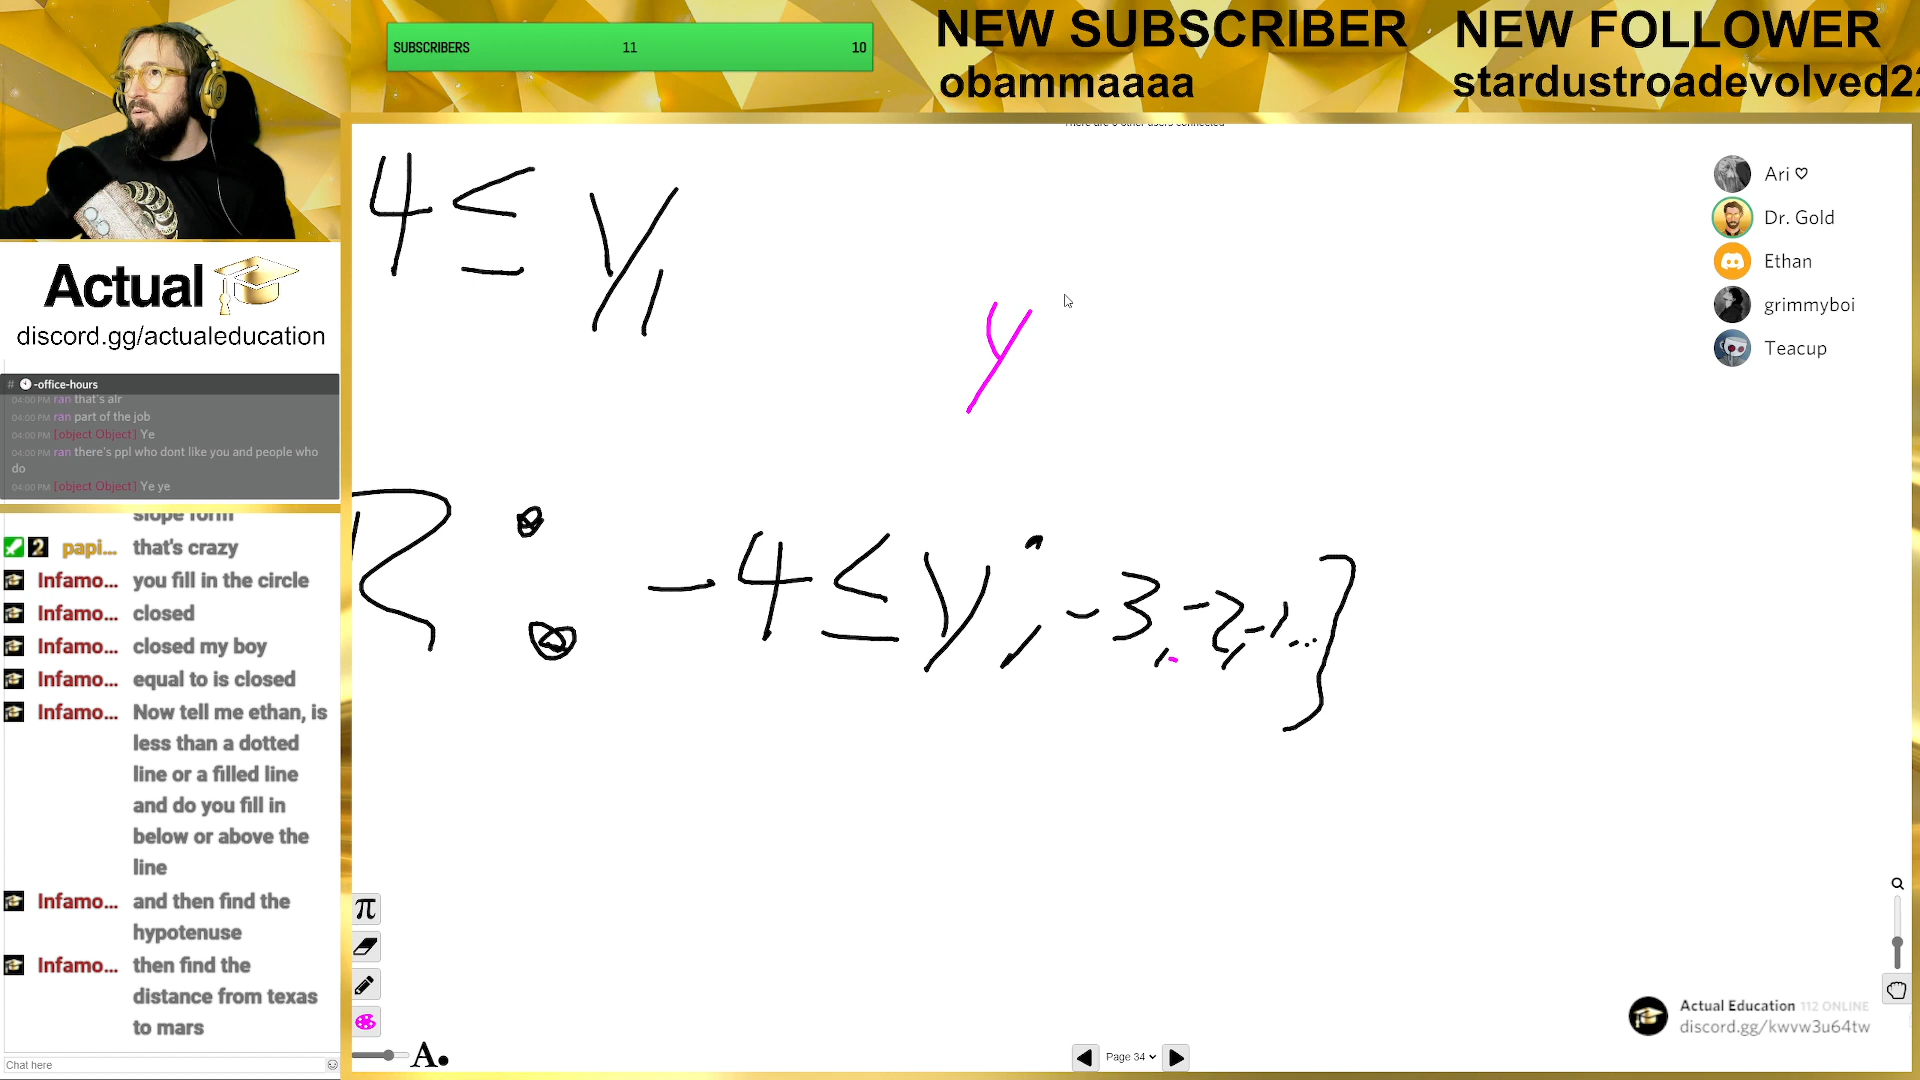 SUBSCRIBERS 11 10
NEW SUBSCRIBER
obammaaaa
NEW FOLLOWER
stardustroadevolved22
4 ≤ y,
y
R : -4 ≤ y, -3, -2, -1 ...}
Ari ♡
Dr. Gold
Ethan
grimmyboi
Teacup
Actual
discord.gg/actualeducation
# -office-hours
04:00 PM ran that's alr
04:00 PM ran part of the job
04:00 PM [object Object] Ye
04:00 PM ran there's ppl who dont like you and people who
do
04:00 PM [object Object] Ye ye
slope form
2 papi... that's crazy
Infamo... you fill in the circle
Infamo... closed
Infamo... closed my boy
Infamo... equal to is closed
Infamo... Now tell me ethan, is
less than a dotted
line or a filled line
and do you fill in
below or above the
line
Infamo... and then find the
hypotenuse
Infamo... then find the
distance from texas
to mars
Chat here
π
A
Page 34
Actual Education 112 ONLINE
discord.gg/kwvw3u64tw